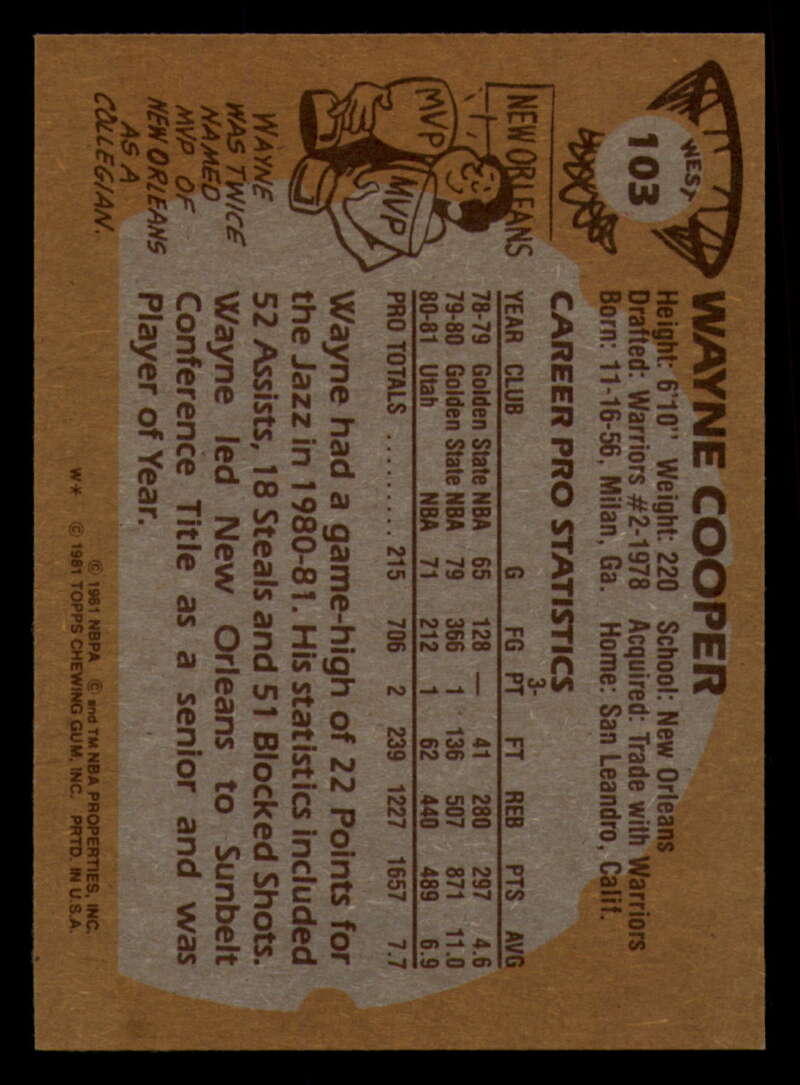 WEST
103
WAYNE COOPER
Height: 6'10" Weight: 220 School: New Orleans
Drafted: Warriors #2-1978 Acquired: Trade with Warriors
Born: 11-16-56, Milan, Ga. Home: San Leandro, Calif.
CAREER PRO STATISTICS
YEAR CLUB G FG 3-PT FT REB PTS AVG
78-79 Golden State NBA 65 128 — 41 280 297 4.6
79-80 Golden State NBA 79 366 1 136 507 871 11.0
80-81 Utah NBA 71 212 1 62 440 489 6.9
PRO TOTALS .......... 215 706 2 239 1227 1657 7.7
NEW ORLEANS
MVP
MVP
WAYNE
WAS TWICE
NAMED
MVP OF
NEW ORLEANS
AS A
COLLEGIAN.
Wayne had a game-high of 22 Points for
the Jazz in 1980-81. His statistics included
52 Assists, 18 Steals and 51 Blocked Shots.
Wayne led New Orleans to Sunbelt
Conference Title as a senior and was
Player of Year.
© 1981 NBPA © and TM NBA PROPERTIES, INC.
W* © 1981 TOPPS CHEWING GUM, INC. PRTD. IN U.S.A.